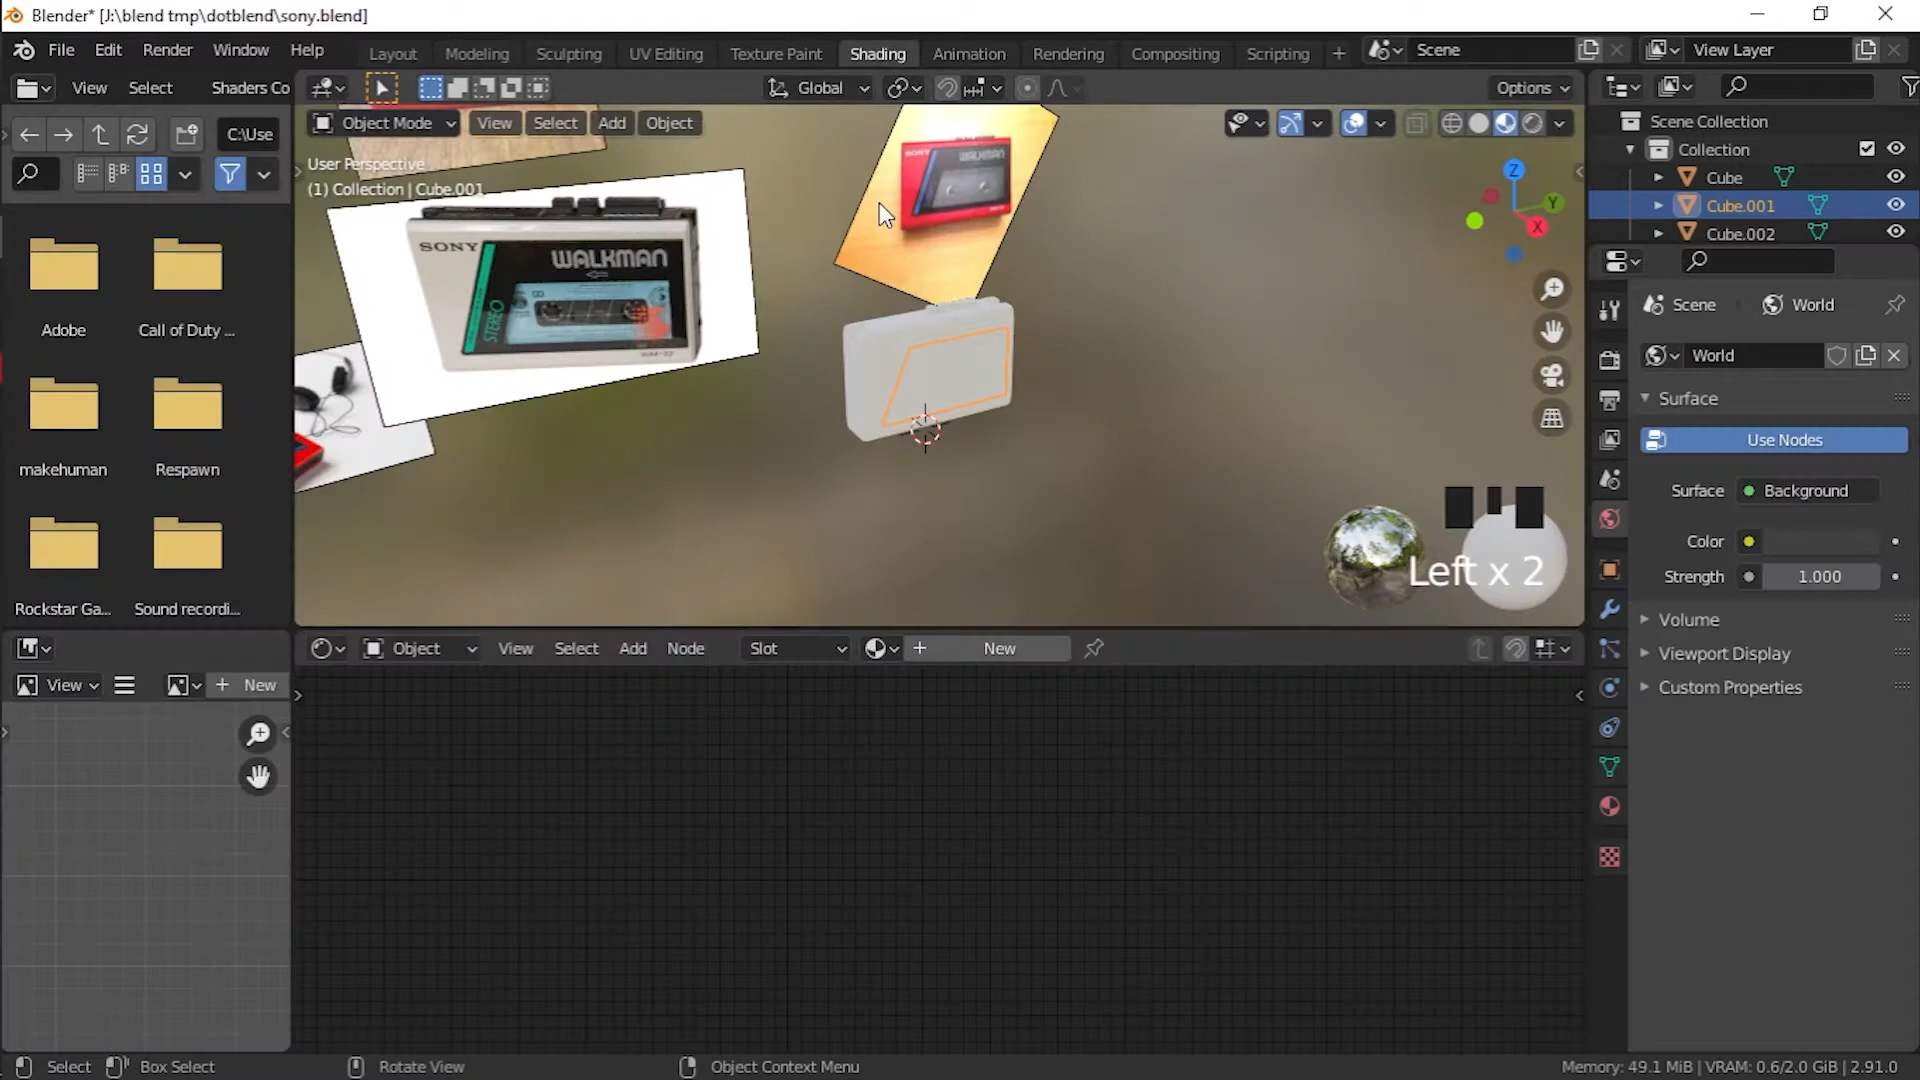 Blender* [J:\blend tmp\dotblend\sony.blend]
File Edit Render Window Help Layout Modeling Sculpting UV Editing Texture Paint Shading Animation Rendering Compositing Scripting + Scene View Layer
View Select Shaders Co Global Options
C:\Use Object Mode View Select Add Object Scene Collection
Collection
User Perspective
(1) Collection | Cube.001
Cube
Cube.001
Cube.002
Z
Y
X
SONY WALKMAN
SONY WALKMAN
STEREO
Adobe Call of Duty ...
makehuman Respawn
Rockstar Ga... Sound recordi...
Scene World
World
Surface
Use Nodes
Surface Background
Color
Strength 1.000
Volume
Viewport Display
Custom Properties
Left x 2
Object View Select Add Node Slot + New
View + New
Select Box Select Rotate View Object Context Menu Memory: 49.1 MiB | VRAM: 0.6/2.0 GiB | 2.91.0